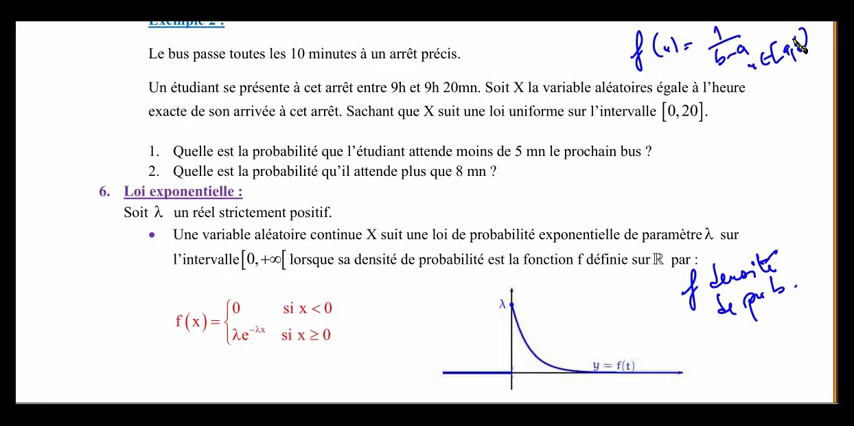 Exemple 2 :
f(x) = 1/b-a x∈[a,b]
Le bus passe toutes les 10 minutes à un arrêt précis.
Un étudiant se présente à cet arrêt entre 9h et 9h 20mn. Soit X la variable aléatoires égale à l'heure
exacte de son arrivée à cet arrêt. Sachant que X suit une loi uniforme sur l'intervalle [0,20].
1. Quelle est la probabilité que l'étudiant attende moins de 5 mn le prochain bus ?
2. Quelle est la probabilité qu'il attende plus que 8 mn ?
6. Loi exponentielle :
Soit λ un réel strictement positif.
• Une variable aléatoire continue X suit une loi de probabilité exponentielle de paramètre λ sur
l'intervalle [0,+∞[ lorsque sa densité de probabilité est la fonction f définie sur ℝ par :
f densité
de prob.
f(x) = {0 si x < 0
λe^{-λx} si x ≥ 0
λ
y = f(t)